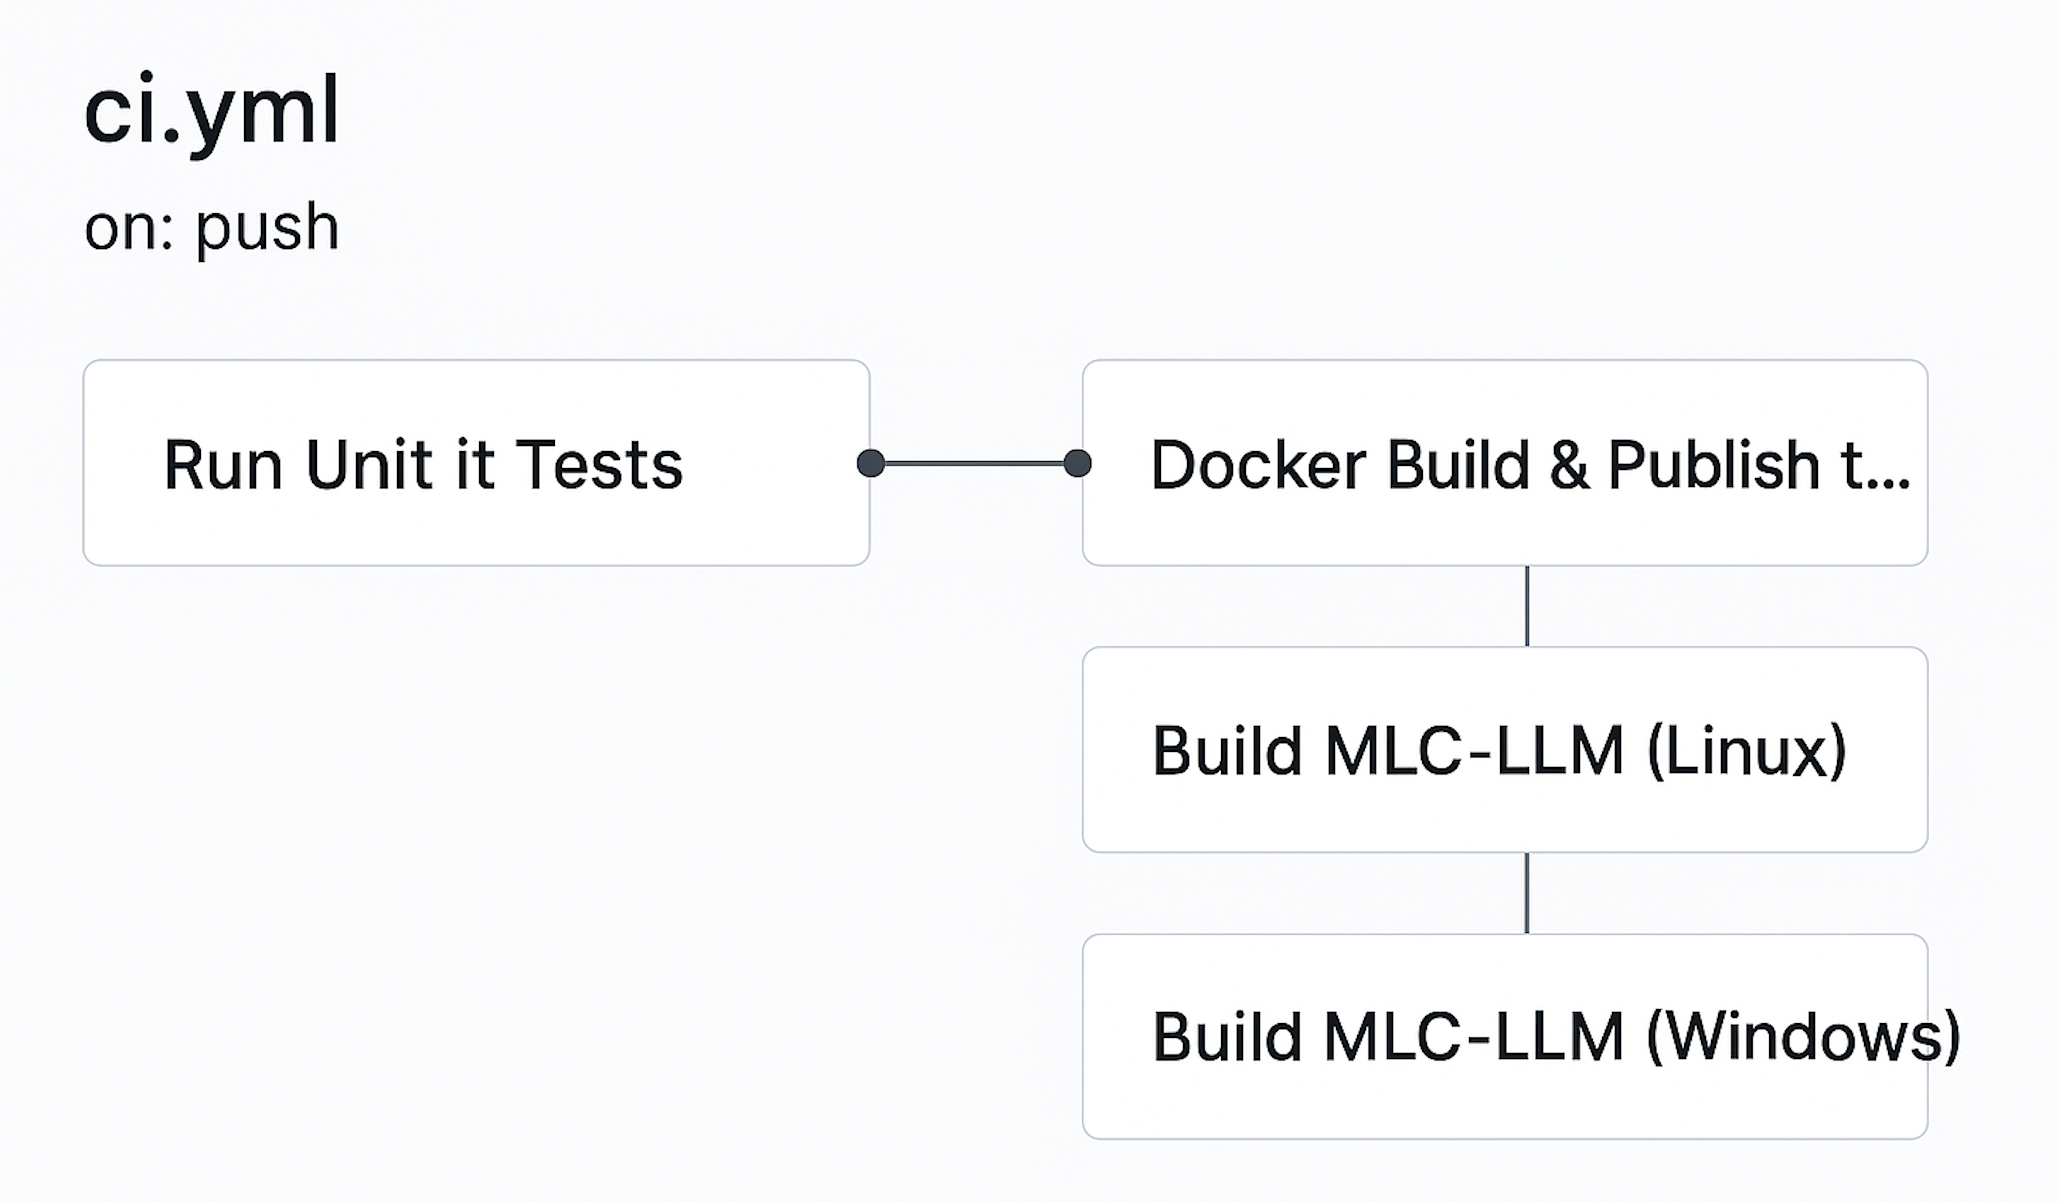 ci.yml
on: push
Run Unit it Tests
Docker Build & Publish t...
Build MLC-LLM (Linux)
Build MLC-LLM (Windows)